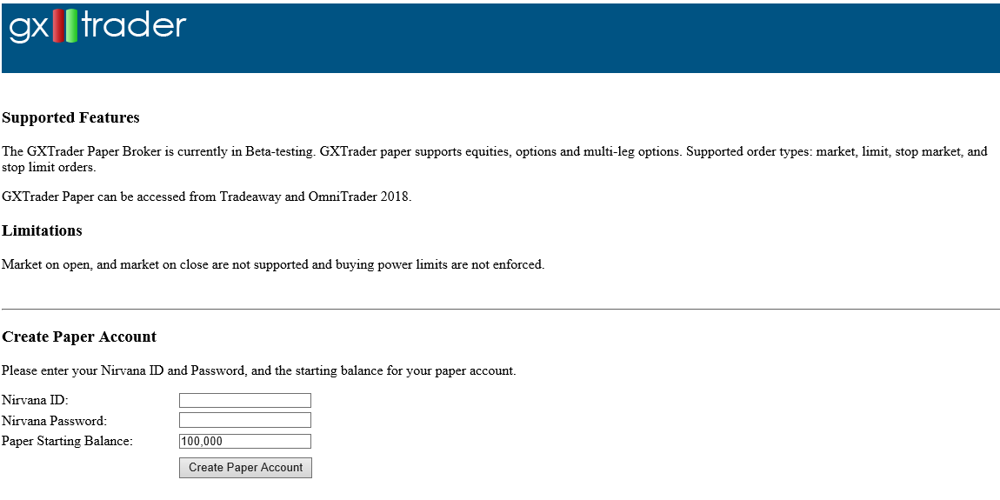 gx trader
Supported Features
The GXTrader Paper Broker is currently in Beta-testing. GXTrader paper supports equities, options and multi-leg options. Supported order types: market, limit, stop market, and
stop limit orders.
GXTrader Paper can be accessed from Tradeaway and OmniTrader 2018.
Limitations
Market on open, and market on close are not supported and buying power limits are not enforced.
Create Paper Account
Please enter your Nirvana ID and Password, and the starting balance for your paper account.
Nirvana ID:
Nirvana Password:
Paper Starting Balance: 100,000
Create Paper Account